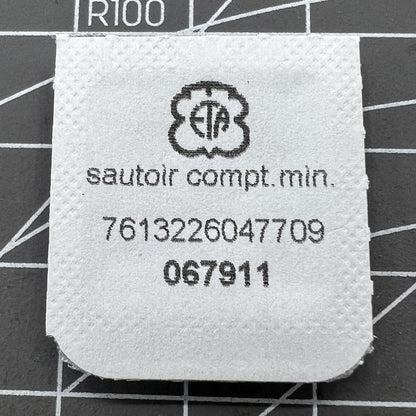 R100
ETA
sautoir compt.min.
7613226047709
067911